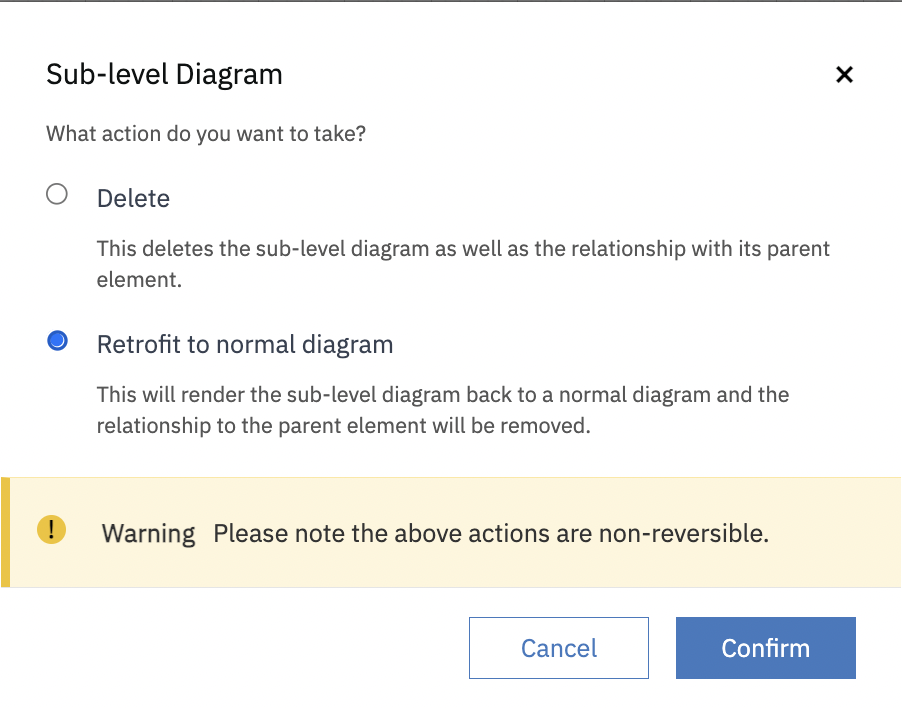 Sub-level Diagram
What action do you want to take?
Delete
This deletes the sub-level diagram as well as the relationship with its parent
element.
Retrofit to normal diagram
This will render the sub-level diagram back to a normal diagram and the
relationship to the parent element will be removed.
! Warning Please note the above actions are non-reversible.
Cancel Confirm